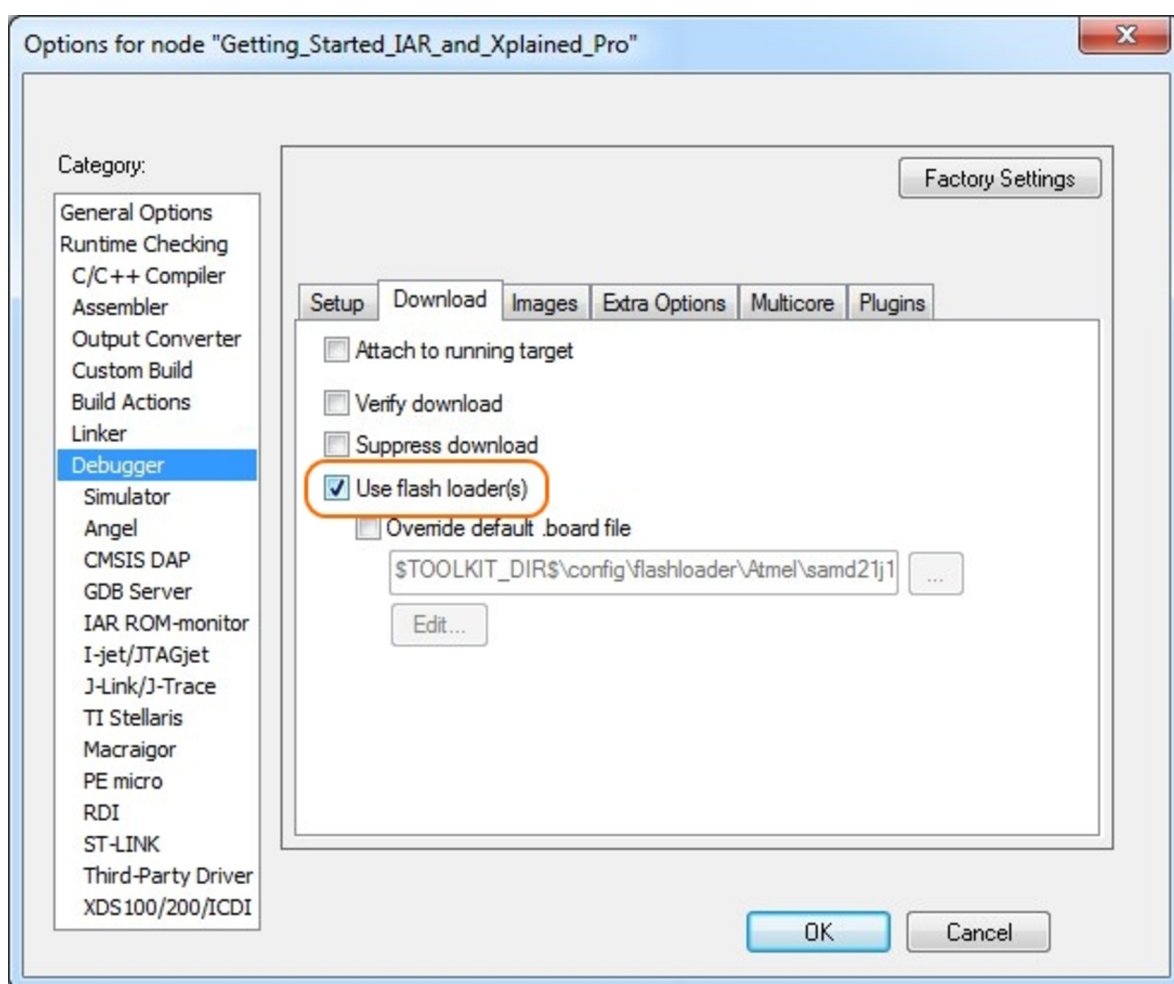 Options for node "Getting_Started_IAR_and_Xplained_Pro"
Category:
Factory Settings
General Options
Runtime Checking
C/C++ Compiler
Assembler
Output Converter
Custom Build
Build Actions
Linker
Debugger
Simulator
Angel
CMSIS DAP
GDB Server
IAR ROM-monitor
I-jet/JTAGjet
J-Link/J-Trace
TI Stellaris
Macraigor
PE micro
RDI
ST-LINK
Third-Party Driver
XDS100/200/ICDI
Setup Download Images Extra Options Multicore Plugins
Attach to running target
Verify download
Suppress download
Use flash loader(s)
Override default .board file
$TOOLKIT_DIR$\config\flashloader\Atmel\samd21j1 ...
Edit...
OK Cancel